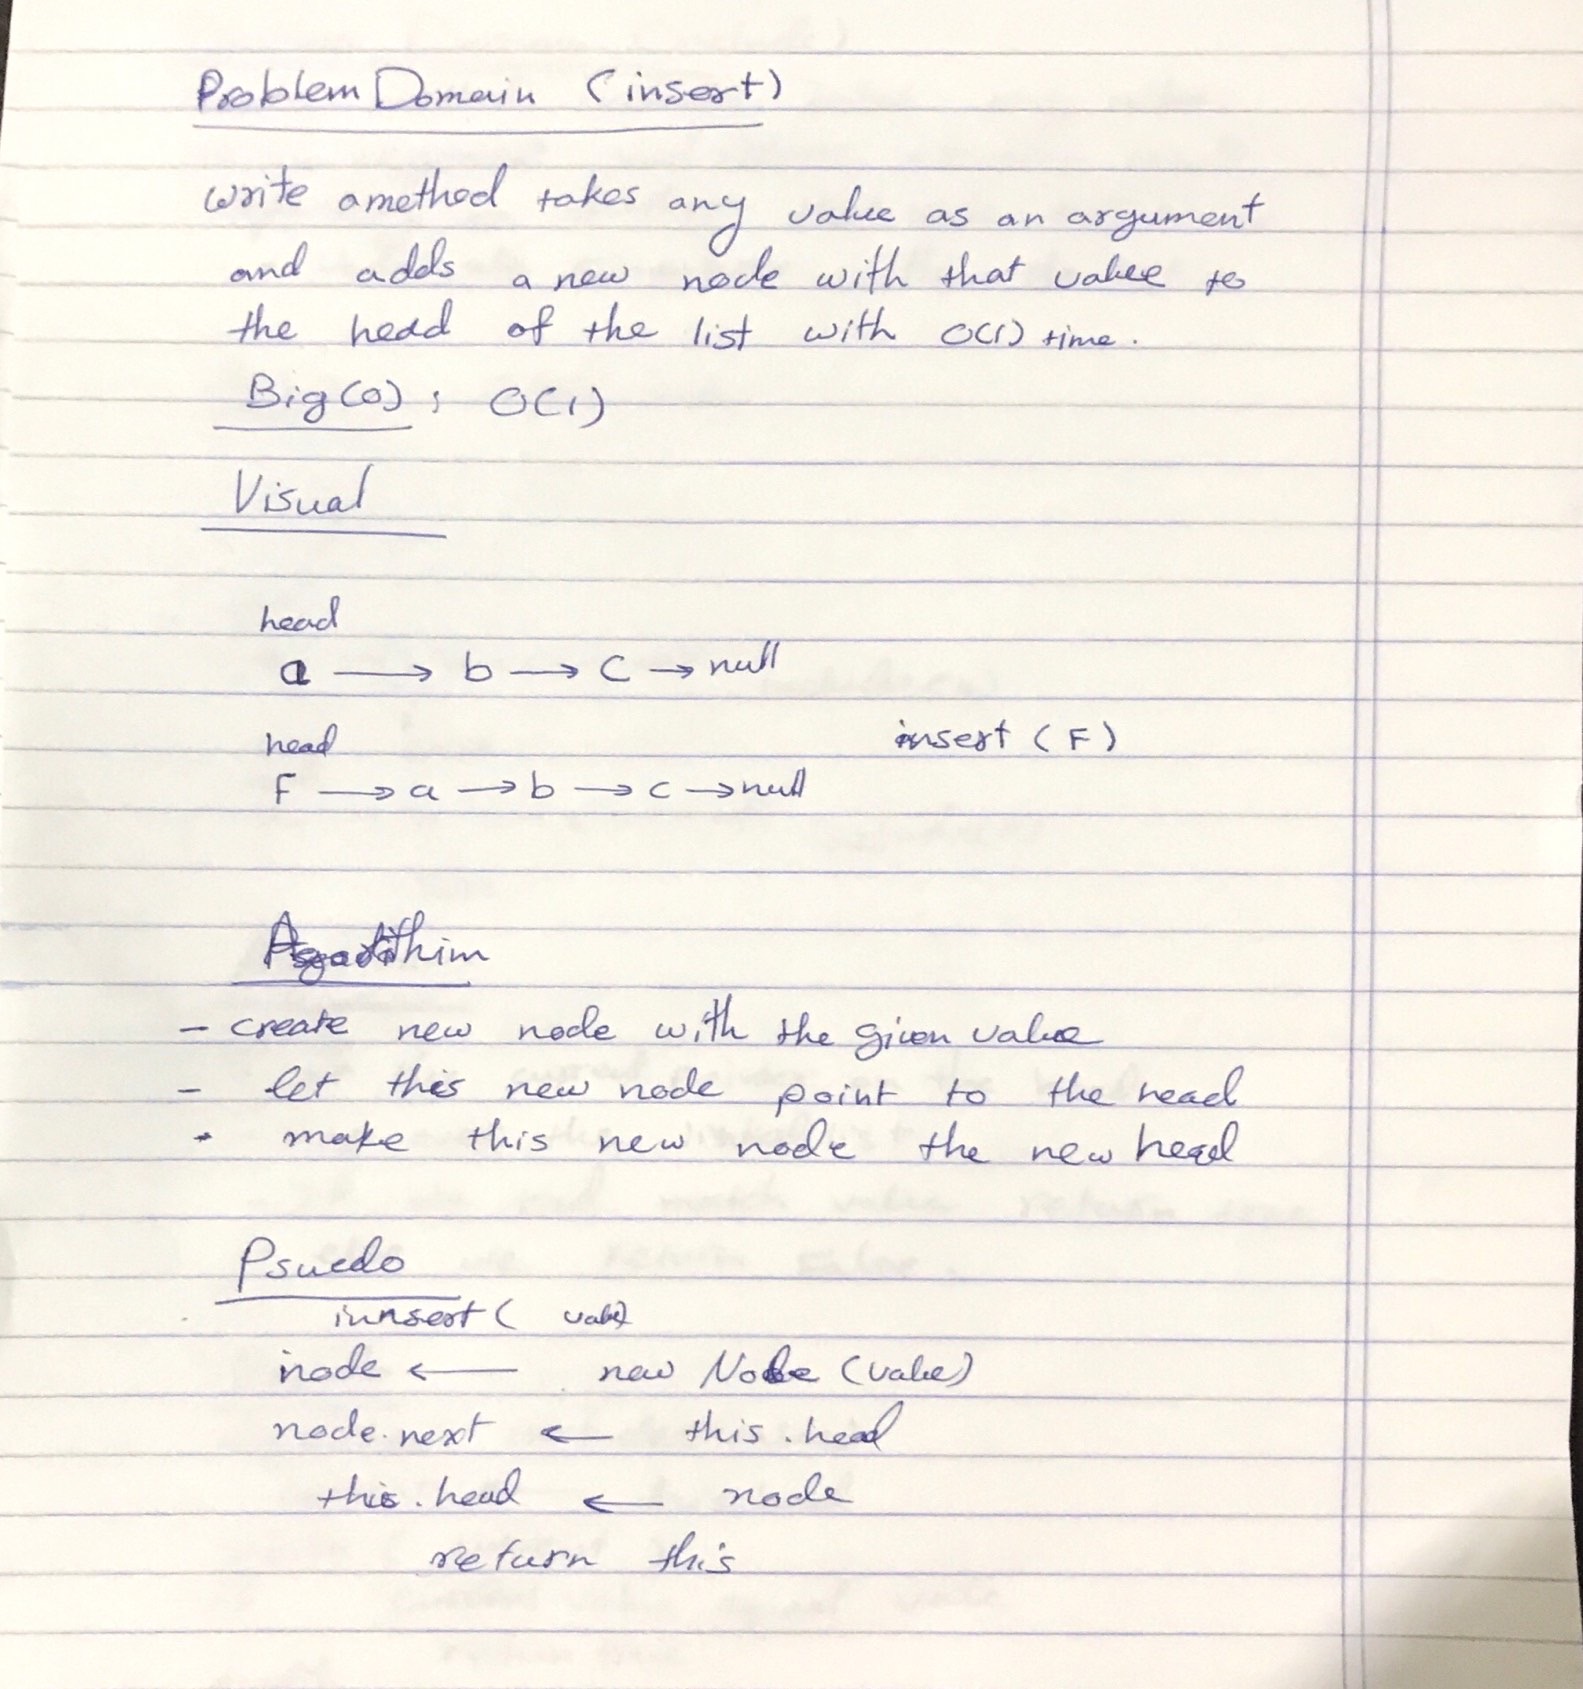 Problem Domain (insert)
write a method takes any value as an argument
and adds a new node with that value to
the head of the list with O(1) time.
Big(O): O(1)
Visual
head
a → b → c → null
head insert (F)
F → a → b → c → null
Agorithim
- create new node with the given value
- let this new node point to the head
- make this new node the new head
Psuedo
innsert( value)
node ← new Node (value)
node.next ← this.head
this.head ← node
return this